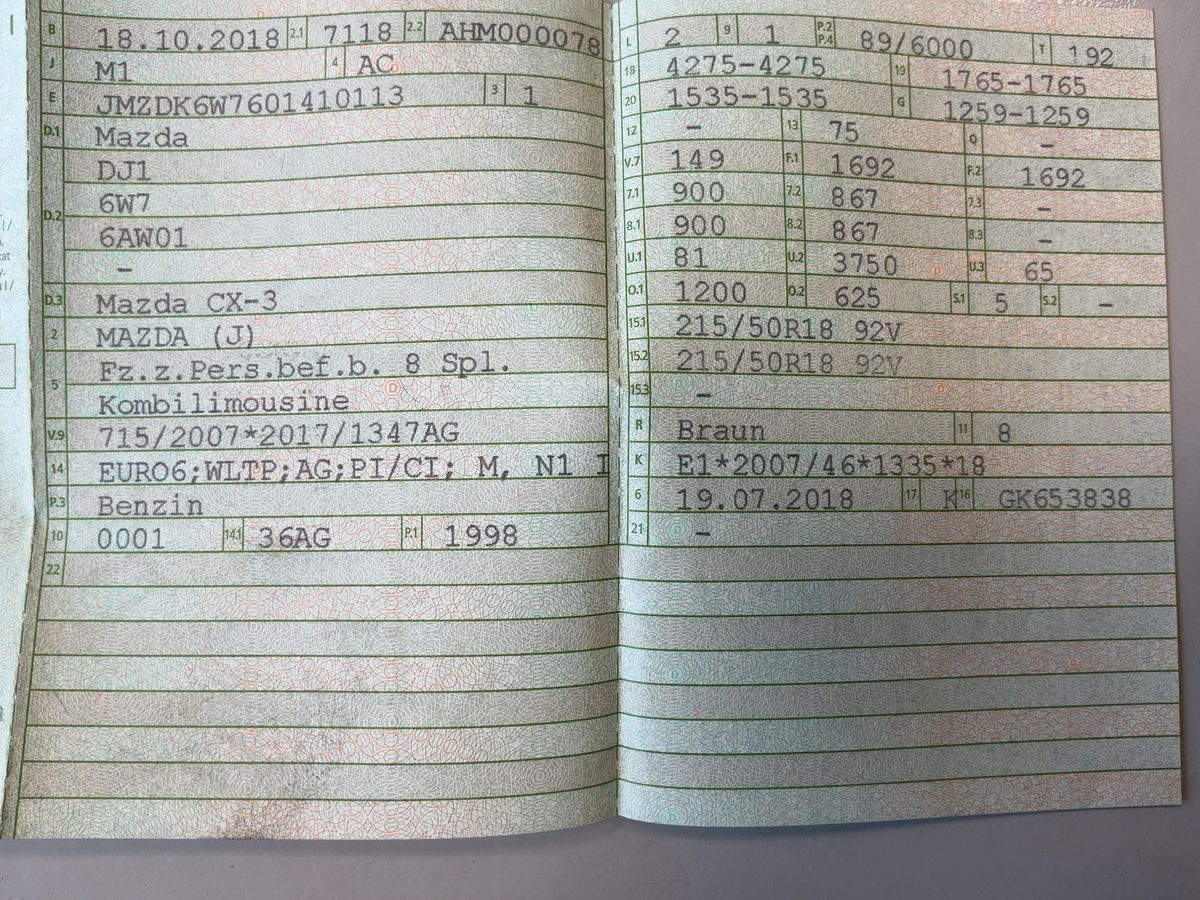 B 18.10.2018 2.1 7118 2.2 AHM000078
J M1 4 AC
E JMZDK6W7601410113 3 1
D.1 Mazda
DJ1
D.2 6W7
6AW01
–
D.3 Mazda CX-3
2 MAZDA (J)
5 Fz.z.Pers.bef.b. 8 Spl.
Kombilimousine
V.9 715/2007*2017/1347AG
14 EURO6;WLTP;AG;PI/CI; M, N1 I
P.3 Benzin
10 0001 14.1 36AG P.1 1998
22
L 2 9 1 P.2 P.4 89/6000 T 192
18 4275-4275 19 1765-1765
20 1535-1535 G 1259-1259
12 – 13 75 Q –
V.7 149 F.1 1692 F.2 1692
7.1 900 7.2 867 7.3 –
8.1 900 8.2 867 8.3 –
U.1 81 U.2 3750 U.3 65
O.1 1200 O.2 625 S.1 5 S.2 –
15.1 215/50R18 92V
15.2 215/50R18 92V
15.3 –
R Braun 11 8
K E1*2007/46*1335*18
6 19.07.2018 17 K 16 GK653838
21 –